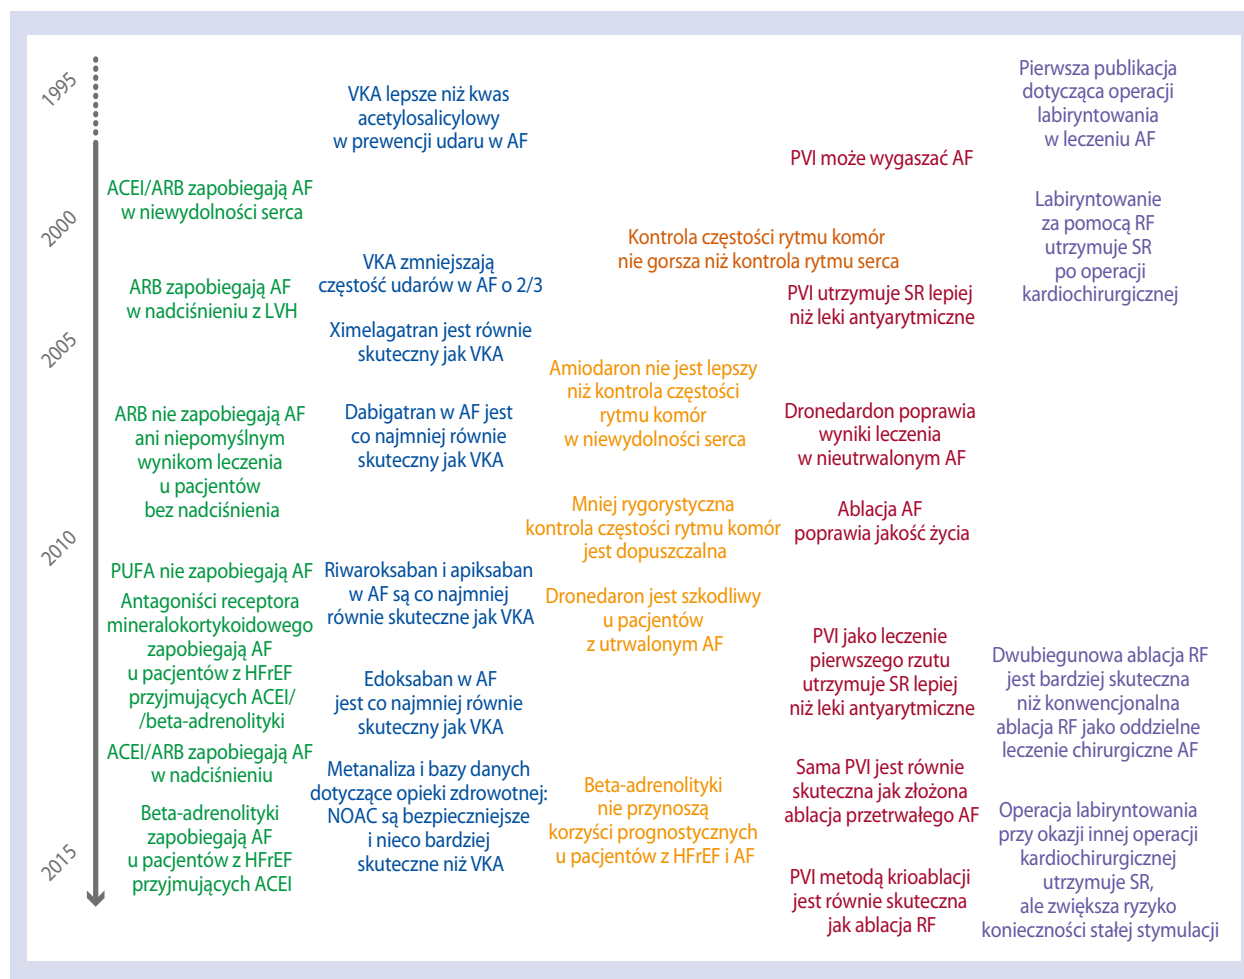 1995
2000
2005
2010
2015
ACEI/ARB zapobiegają AF
w niewydolności serca
ARB zapobiegają AF
w nadciśnieniu z LVH
ARB nie zapobiegają AF
ani niepomyślnym
wynikom leczenia
u pacjentów
bez nadciśnienia
PUFA nie zapobiegają AF
Antagoniści receptora
mineralokortykoidowego
zapobiegają AF
u pacjentów z HFrEF
przyjmujących ACEI/
/beta-adrenolityki
ACEI/ARB zapobiegają AF
w nadciśnieniu
Beta-adrenolityki
zapobiegają AF
u pacjentów z HFrEF
przyjmujących ACEI
VKA lepsze niż kwas
acetylosalicylowy
w prewencji udaru w AF
VKA zmniejszają
częstość udarów w AF o 2/3
Ximelagatran jest równie
skuteczny jak VKA
Dabigatran w AF jest
co najmniej równie
skuteczny jak VKA
Riwaroksaban i apiksaban
w AF są co najmniej
równie skuteczne jak VKA
Edoksaban w AF
jest co najmniej równie
skuteczny jak VKA
Metanaliza i bazy danych
dotyczące opieki zdrowotnej:
NOAC są bezpieczniejsze
i nieco bardziej
skuteczne niż VKA
Kontrola częstości rytmu komór
nie gorsza niż kontrola rytmu serca
Amiodaron nie jest lepszy
niż kontrola częstości
rytmu komór
w niewydolności serca
Mniej rygorystyczna
kontrola częstości rytmu komór
jest dopuszczalna
Dronedaron jest szkodliwy
u pacjentów
z utrwalonym AF
Beta-adrenolityki
nie przynoszą
korzyści prognostycznych
u pacjentów z HFrEF i AF
PVI może wygaszać AF
PVI utrzymuje SR lepiej
niż leki antyarytmiczne
Dronedardon poprawia
wyniki leczenia
w nieutrwalonym AF
Ablacja AF
poprawia jakość życia
PVI jako leczenie
pierwszego rzutu
utrzymuje SR lepiej
niż leki antyarytmiczne
Sama PVI jest równie
skuteczna jak złożona
ablacja przetrwałego AF
PVI metodą krioablacji
jest równie skuteczna
jak ablacja RF
Pierwsza publikacja
dotycząca operacji
labiryntowania
w leczeniu AF
Labiryntowanie
za pomocą RF
utrzymuje SR
po operacji
kardiochirurgicznej
Dwubiegunowa ablacja RF
jest bardziej skuteczna
niż konwencjonalna
ablacja RF jako oddzielne
leczenie chirurgiczne AF
Operacja labiryntowania
przy okazji innej operacji
kardiochirurgicznej
utrzymuje SR,
ale zwiększa ryzyko
konieczności stałej stymulacji